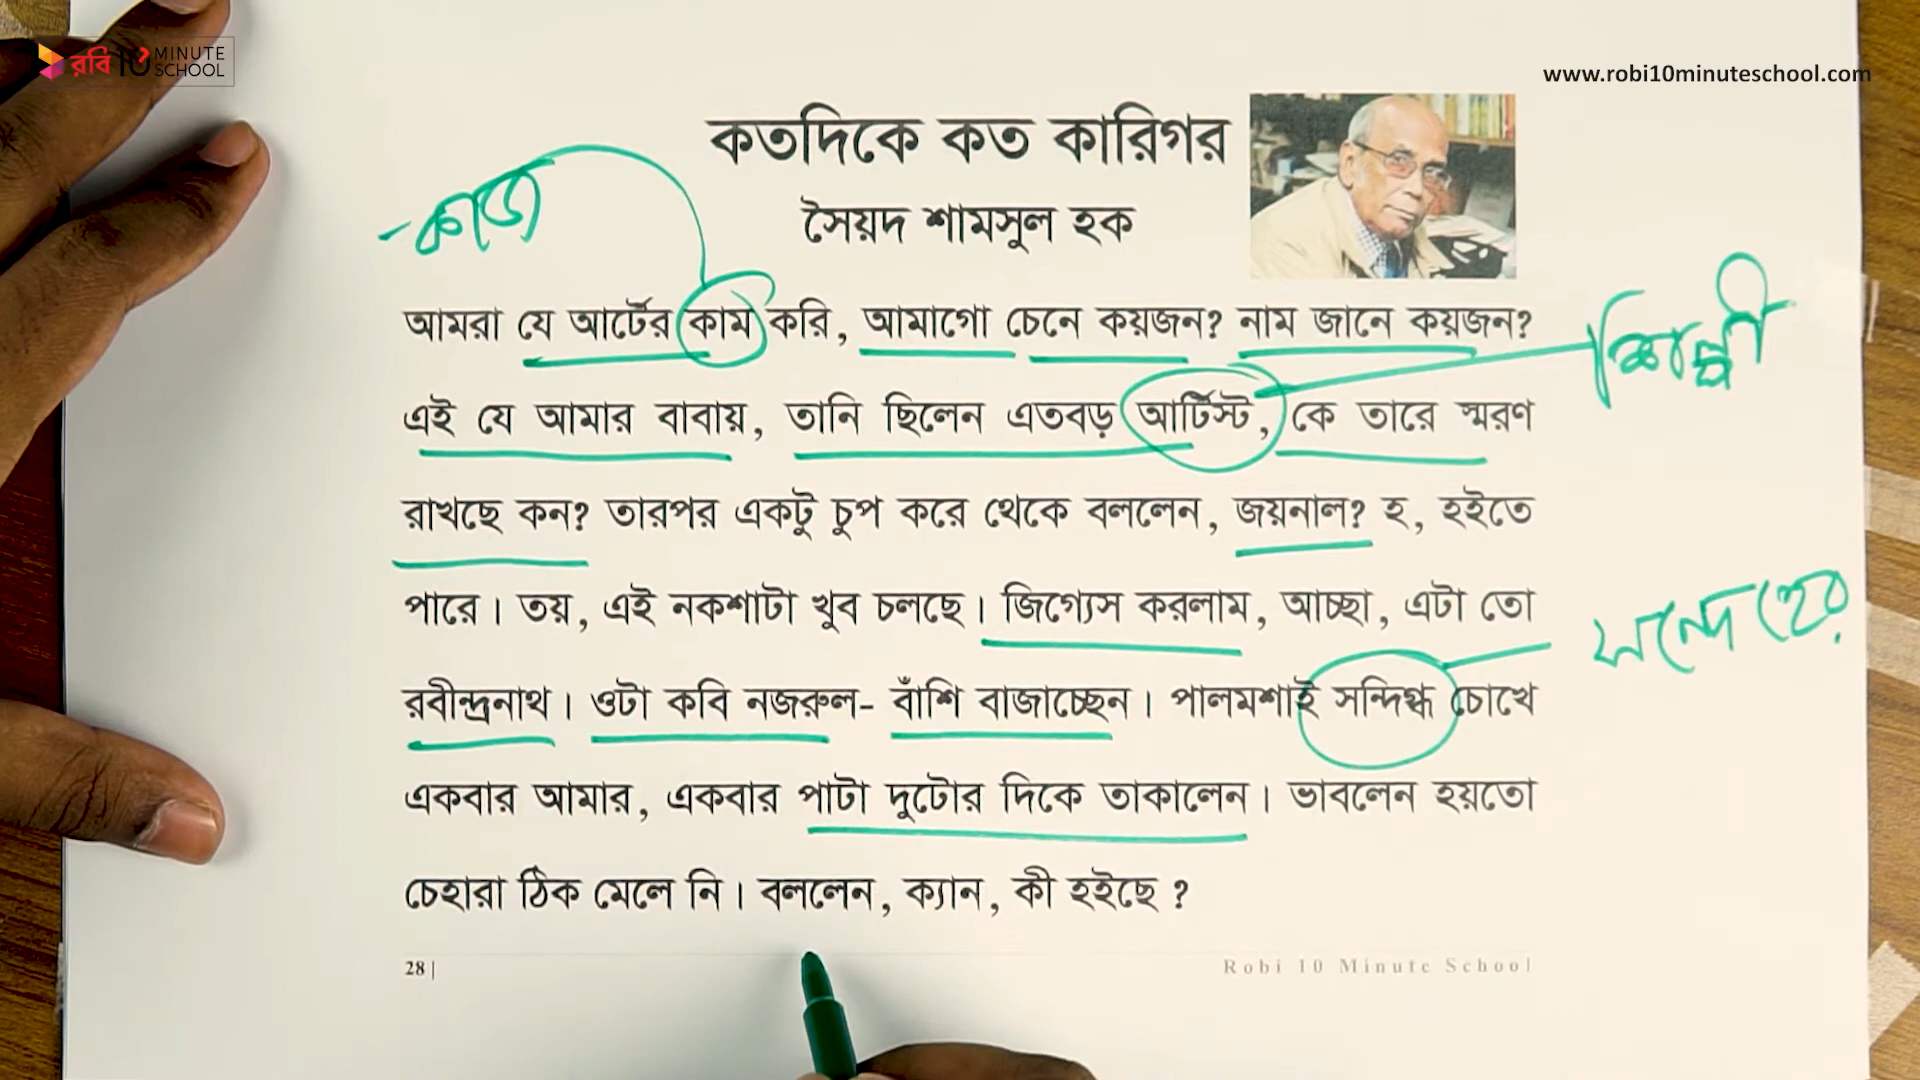 রবি 10 MINUTE SCHOOL
www.robi10minuteschool.com
কতদিকে কত কারিগর
সৈয়দ শামসুল হক
-কাজ
আমরা যে আর্টের কাম করি, আমাগো চেনে কয়জন? নাম জানে কয়জন?
শিল্পী
এই যে আমার বাবায়, তানি ছিলেন এতবড় আর্টিস্ট, কে তারে স্মরণ
রাখছে কন? তারপর একটু চুপ করে থেকে বললেন, জয়নাল? হ, হইতে
পারে। তয়, এই নকশাটা খুব চলছে। জিগ্যেস করলাম, আচ্ছা, এটা তো
সন্দেহের
রবীন্দ্রনাথ। ওটা কবি নজরুল- বাঁশি বাজাচ্ছেন। পালমশাই সন্দিগ্ধ চোখে
একবার আমার, একবার পাটা দুটোর দিকে তাকালেন। ভাবলেন হয়তো
চেহারা ঠিক মেলে নি। বললেন, ক্যান, কী হইছে ?
28|
Robi 10 Minute School